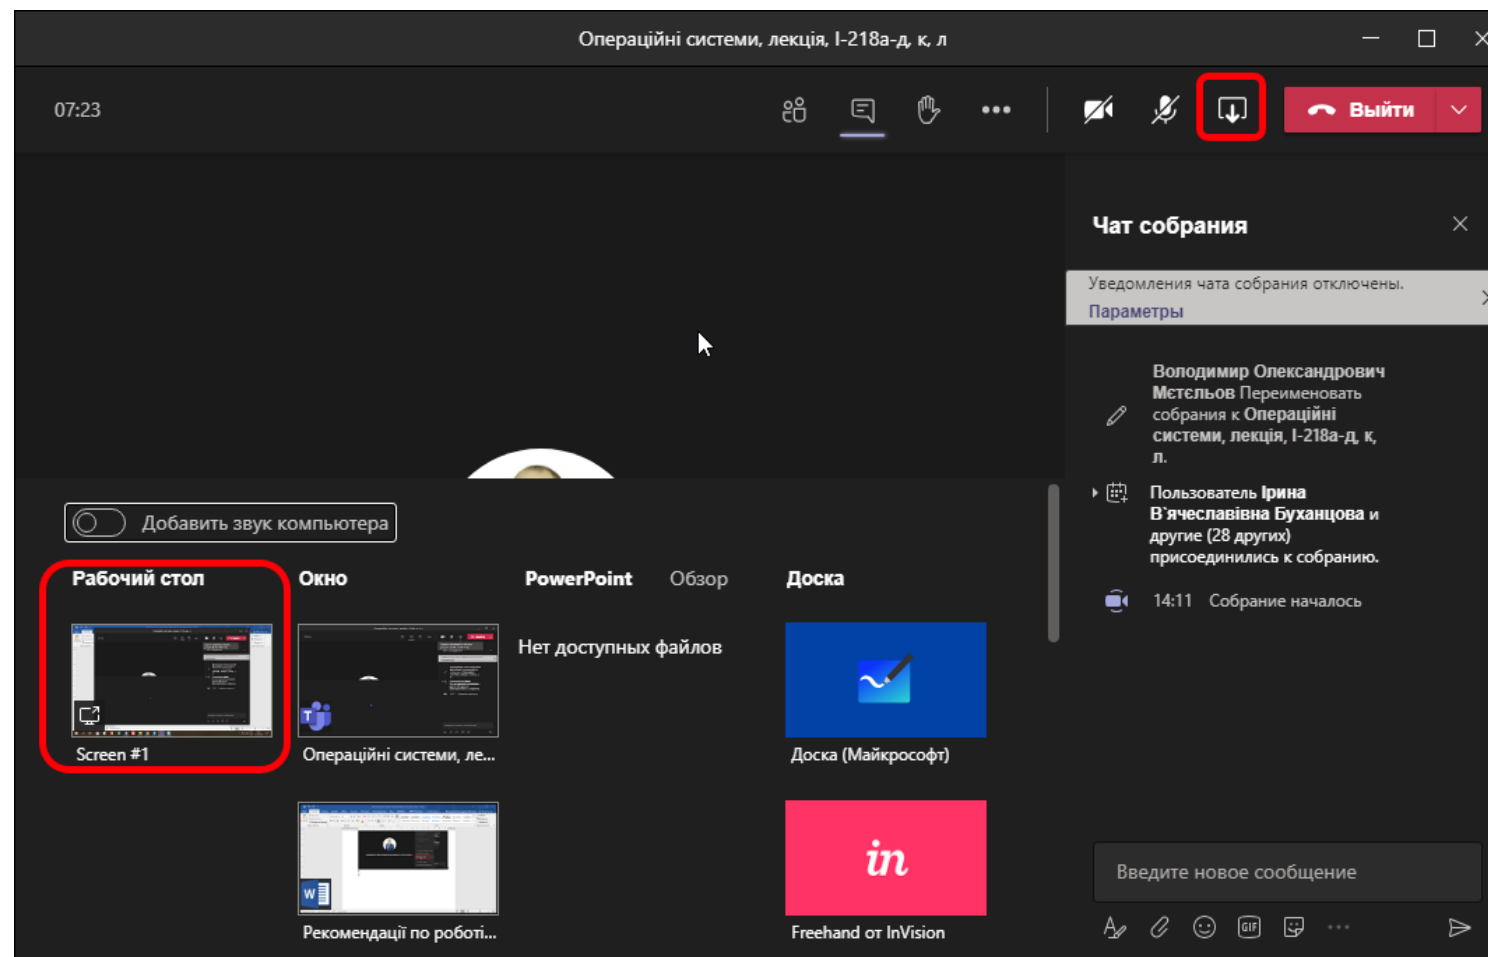 Операційні системи, лекція, І-218а-д, к, л
07:23
Выйти
Чат собрания
Уведомления чата собрания отключены.
Параметры
Володимир Олександрович
Мєтєльов Переименовать
собрания к Операційні
системи, лекція, І-218а-д, к,
л.
Пользователь Ірина
В`ячеславівна Буханцова и
другие (28 других)
присоединились к собранию.
14:11 Собрание началось
Добавить звук компьютера
Рабочий стол
Окно
PowerPoint
Обзор
Доска
Нет доступных файлов
Screen #1
Операційні системи, ле...
Доска (Майкрософт)
in
W
Рекомендації по роботі...
Freehand от InVision
Введите новое сообщение
GIF